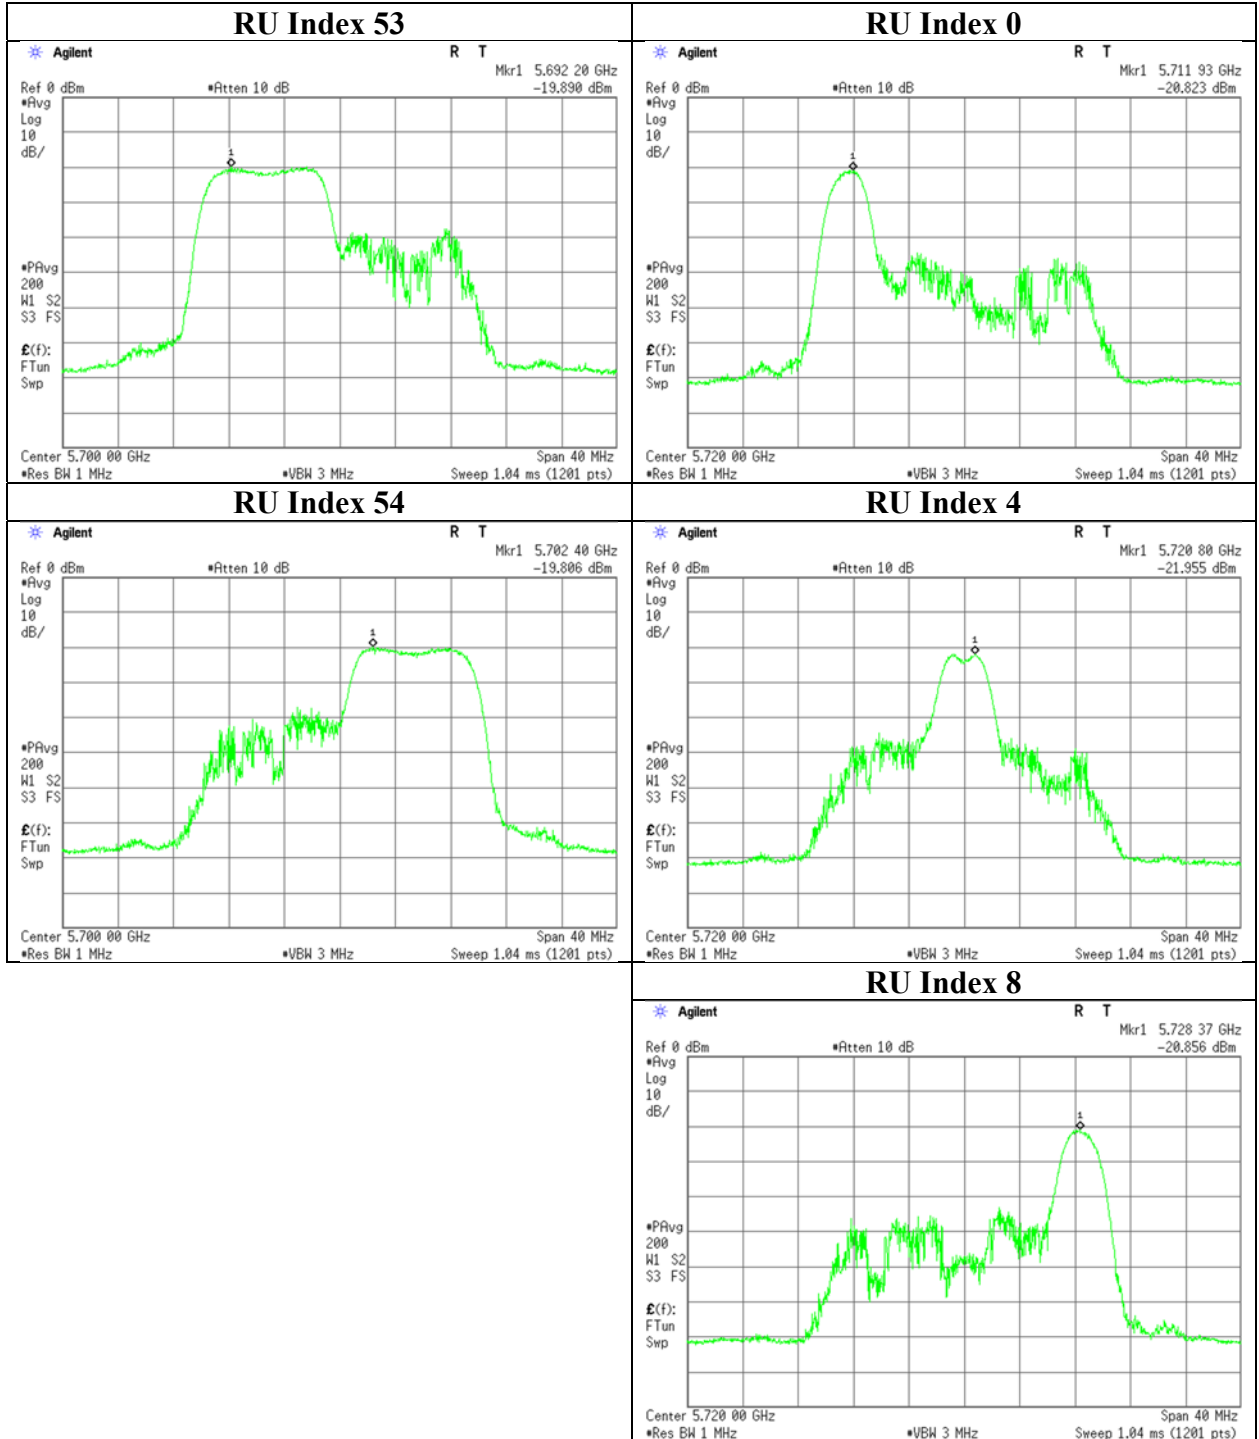 RU Index 53
Agilent R T
Mkr1 5.692 20 GHz
Ref 0 dBm *Atten 10 dB -19.890 dBm
*Avg
Log
10
dB/
1
*PAvg
200
W1 S2
S3 FS
£(f):
FTun
Swp
Center 5.700 00 GHz Span 40 MHz
*Res BW 1 MHz *VBW 3 MHz Sweep 1.04 ms (1201 pts)
RU Index 0
Agilent R T
Mkr1 5.711 93 GHz
Ref 0 dBm *Atten 10 dB -20.823 dBm
*Avg
Log
10
dB/
1
*PAvg
200
W1 S2
S3 FS
£(f):
FTun
Swp
Center 5.720 00 GHz Span 40 MHz
*Res BW 1 MHz *VBW 3 MHz Sweep 1.04 ms (1201 pts)
RU Index 54
Agilent R T
Mkr1 5.702 40 GHz
Ref 0 dBm *Atten 10 dB -19.806 dBm
*Avg
Log
10
dB/
1
*PAvg
200
W1 S2
S3 FS
£(f):
FTun
Swp
Center 5.700 00 GHz Span 40 MHz
*Res BW 1 MHz *VBW 3 MHz Sweep 1.04 ms (1201 pts)
RU Index 4
Agilent R T
Mkr1 5.720 80 GHz
Ref 0 dBm *Atten 10 dB -21.955 dBm
*Avg
Log
10
dB/
1
*PAvg
200
W1 S2
S3 FS
£(f):
FTun
Swp
Center 5.720 00 GHz Span 40 MHz
*Res BW 1 MHz *VBW 3 MHz Sweep 1.04 ms (1201 pts)
RU Index 8
Agilent R T
Mkr1 5.728 37 GHz
Ref 0 dBm *Atten 10 dB -20.856 dBm
*Avg
Log
10
dB/
1
*PAvg
200
W1 S2
S3 FS
£(f):
FTun
Swp
Center 5.720 00 GHz Span 40 MHz
*Res BW 1 MHz *VBW 3 MHz Sweep 1.04 ms (1201 pts)